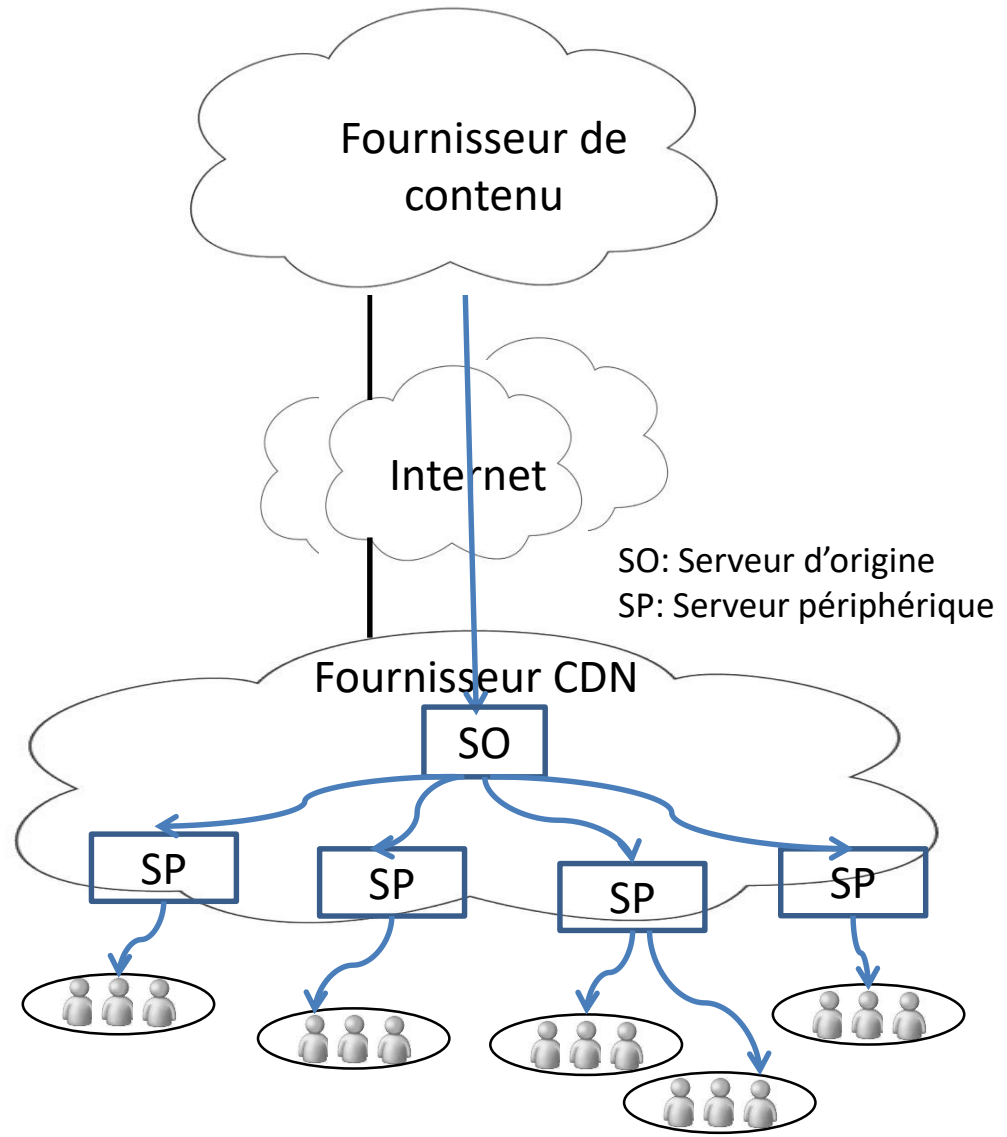 Fournisseur de
contenu
Internet
SO: Serveur d’origine
SP: Serveur périphérique
Fournisseur CDN
SO
SP
SP
SP
SP